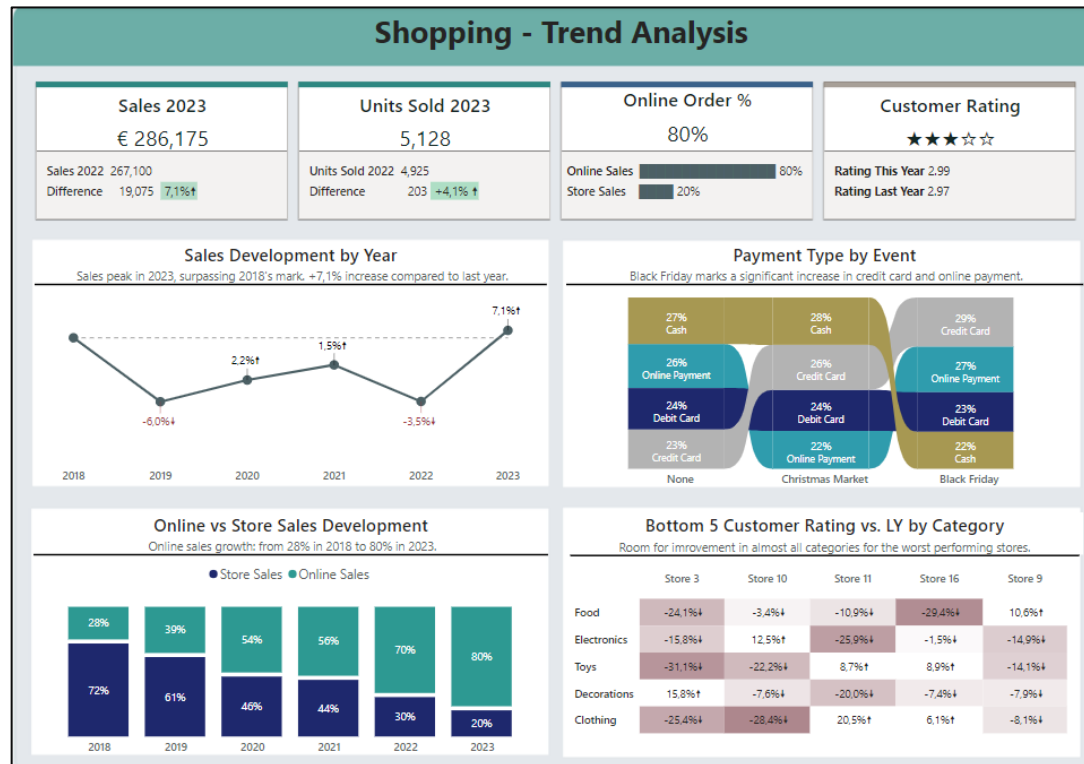 Shopping - Trend Analysis
Sales 2023
€ 286,175
Sales 2022 267,100
Difference 19,075 7,1%↑
Units Sold 2023
5,128
Units Sold 2022 4,925
Difference 203 +4,1% ↑
Online Order %
80%
Online Sales 80%
Store Sales 20%
Customer Rating
★★★☆☆
Rating This Year 2.99
Rating Last Year 2.97
Sales Development by Year
Sales peak in 2023, surpassing 2018's mark. +7,1% increase compared to last year.
7,1%↑
2,2%↑
1,5%↑
-6,0%↓
-3,5%↓
2018 2019 2020 2021 2022 2023
Payment Type by Event
Black Friday marks a significant increase in credit card and online payment.
27%
Cash
26%
Online Payment
24%
Debit Card
23%
Credit Card
28%
Cash
26%
Credit Card
24%
Debit Card
22%
Online Payment
29%
Credit Card
27%
Online Payment
23%
Debit Card
22%
Cash
None Christmas Market Black Friday
Online vs Store Sales Development
Online sales growth: from 28% in 2018 to 80% in 2023.
Store Sales Online Sales
28% 39% 54% 56% 70% 80%
72% 61% 46% 44% 30% 20%
2018 2019 2020 2021 2022 2023
Bottom 5 Customer Rating vs. LY by Category
Room for imrovement in almost all categories for the worst performing stores.
Store 3 Store 10 Store 11 Store 16 Store 9
Food -24,1%↓ -3,4%↓ -10,9%↓ -29,4%↓ 10,6%↑
Electronics -15,8%↓ 12,5%↑ -25,9%↓ -1,5%↓ -14,9%↓
Toys -31,1%↓ -22,2%↓ 8,7%↑ 8,9%↑ -14,1%↓
Decorations 15,8%↑ -7,6%↓ -20,0%↓ -7,4%↓ -7,9%↓
Clothing -25,4%↓ -28,4%↓ 20,5%↑ 6,1%↑ -8,1%↓